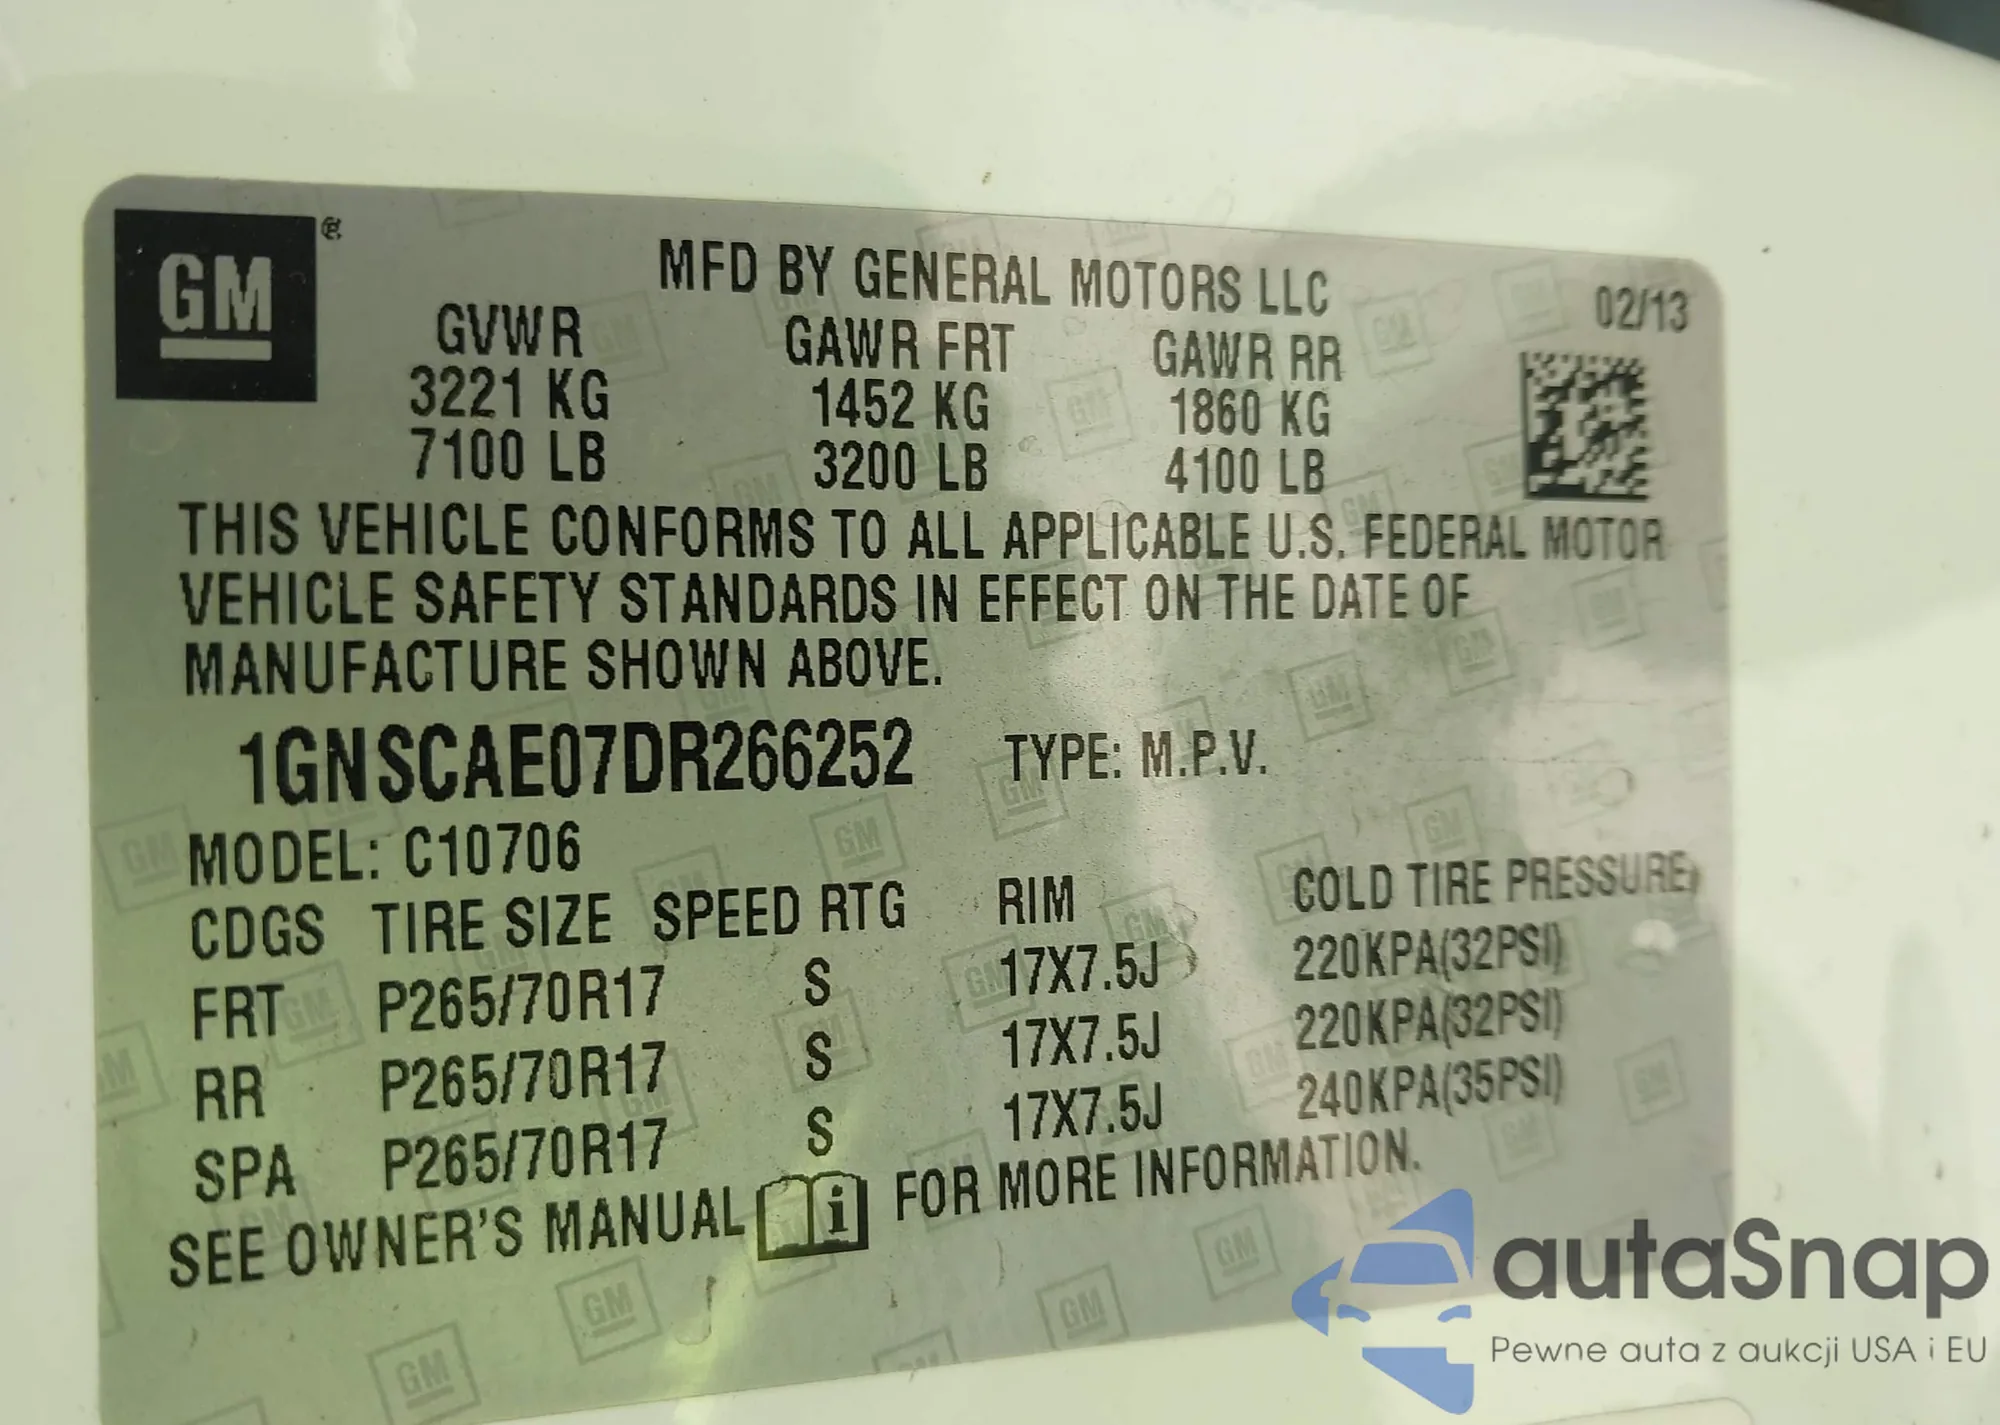 GM®
MFD BY GENERAL MOTORS LLC
02/13
GVWR GAWR FRT GAWR RR
3221 KG 1452 KG 1860 KG
7100 LB 3200 LB 4100 LB
THIS VEHICLE CONFORMS TO ALL APPLICABLE U.S. FEDERAL MOTOR
VEHICLE SAFETY STANDARDS IN EFFECT ON THE DATE OF
MANUFACTURE SHOWN ABOVE.
1GNSCAE07DR266252 TYPE: M.P.V.
MODEL: C10706
CDGS TIRE SIZE SPEED RTG RIM COLD TIRE PRESSURE
FRT P265/70R17 S 17X7.5J 220KPA(32PSI)
RR P265/70R17 S 17X7.5J 220KPA(32PSI)
SPA P265/70R17 S 17X7.5J 240KPA(35PSI)
SEE OWNER'S MANUAL i FOR MORE INFORMATION.
autaSnap
Pewne auta z aukcji USA i EU